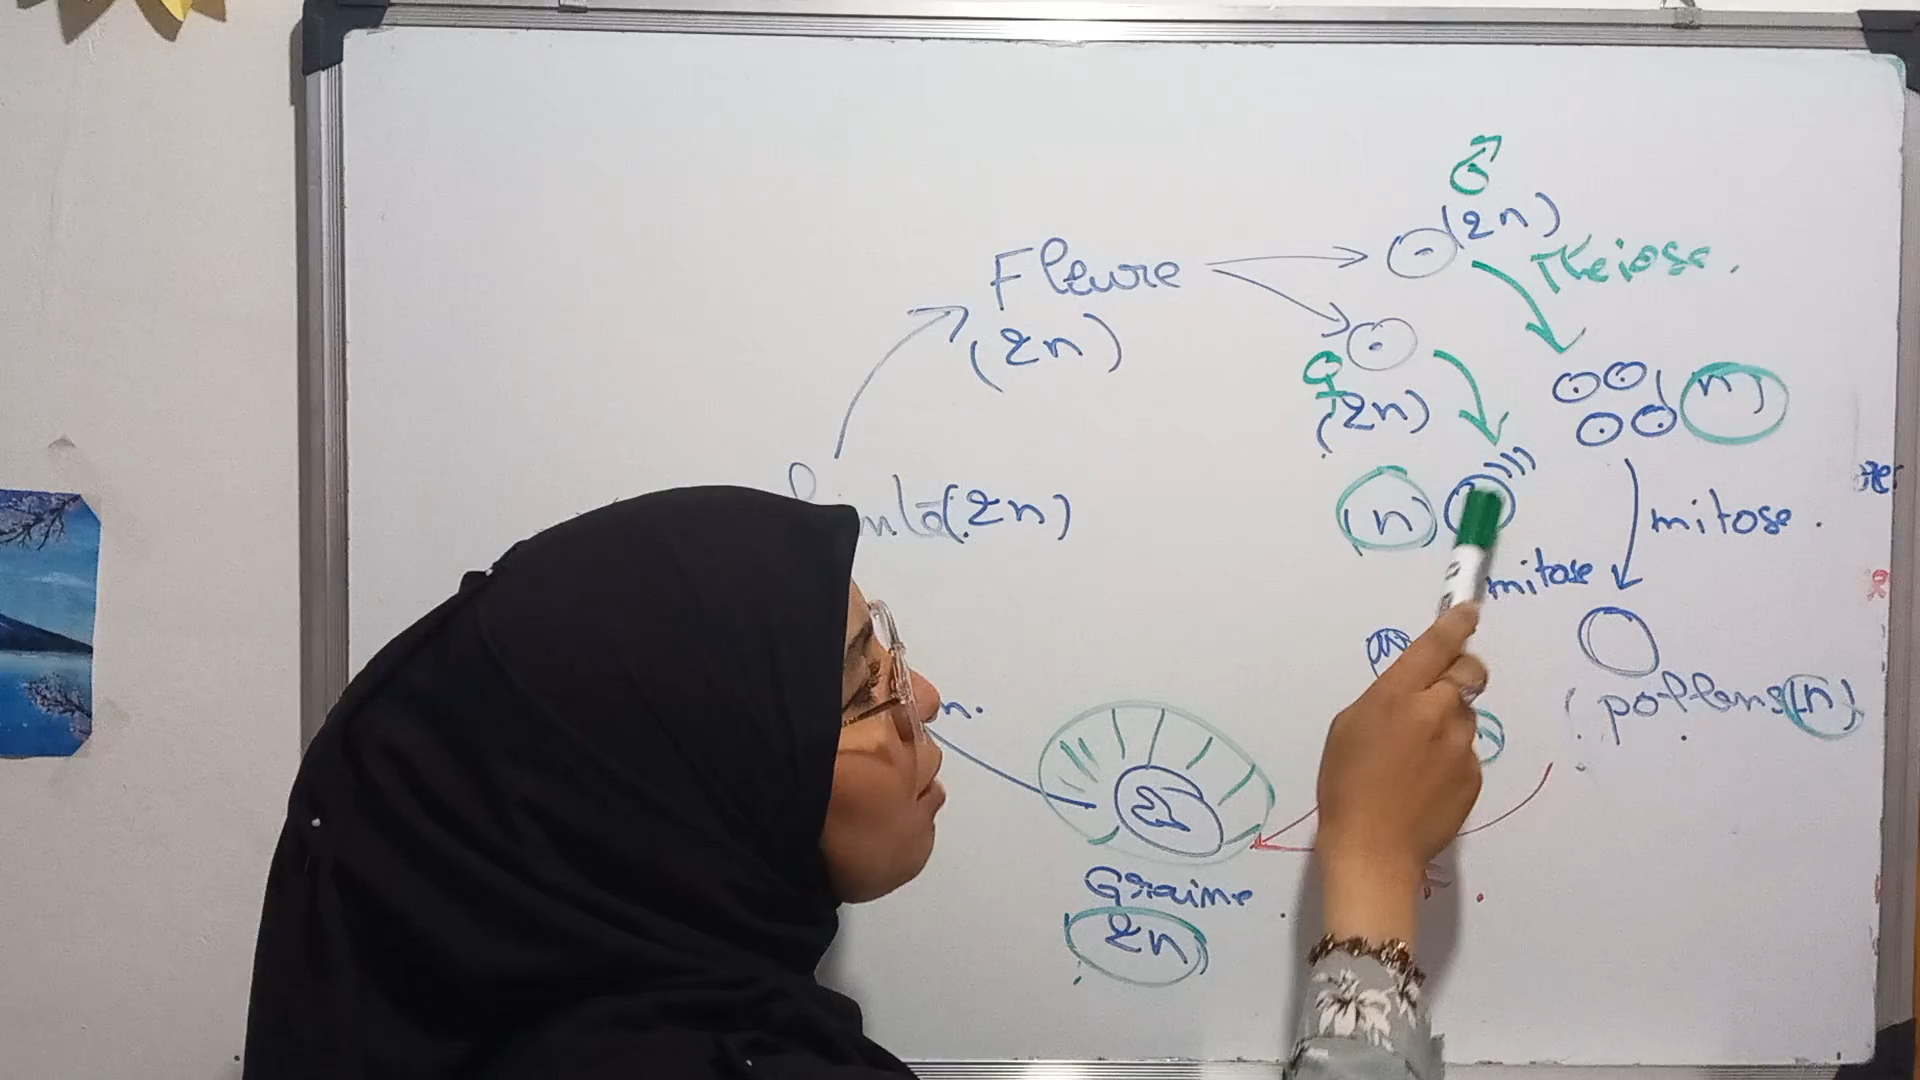 ♂
(2n)
Meiose.
Fleure
(2n)
♀
(2n)
(n)
(2n)
(n)
mitose.
mitose
(pollens(n)
n.
Graine
2n